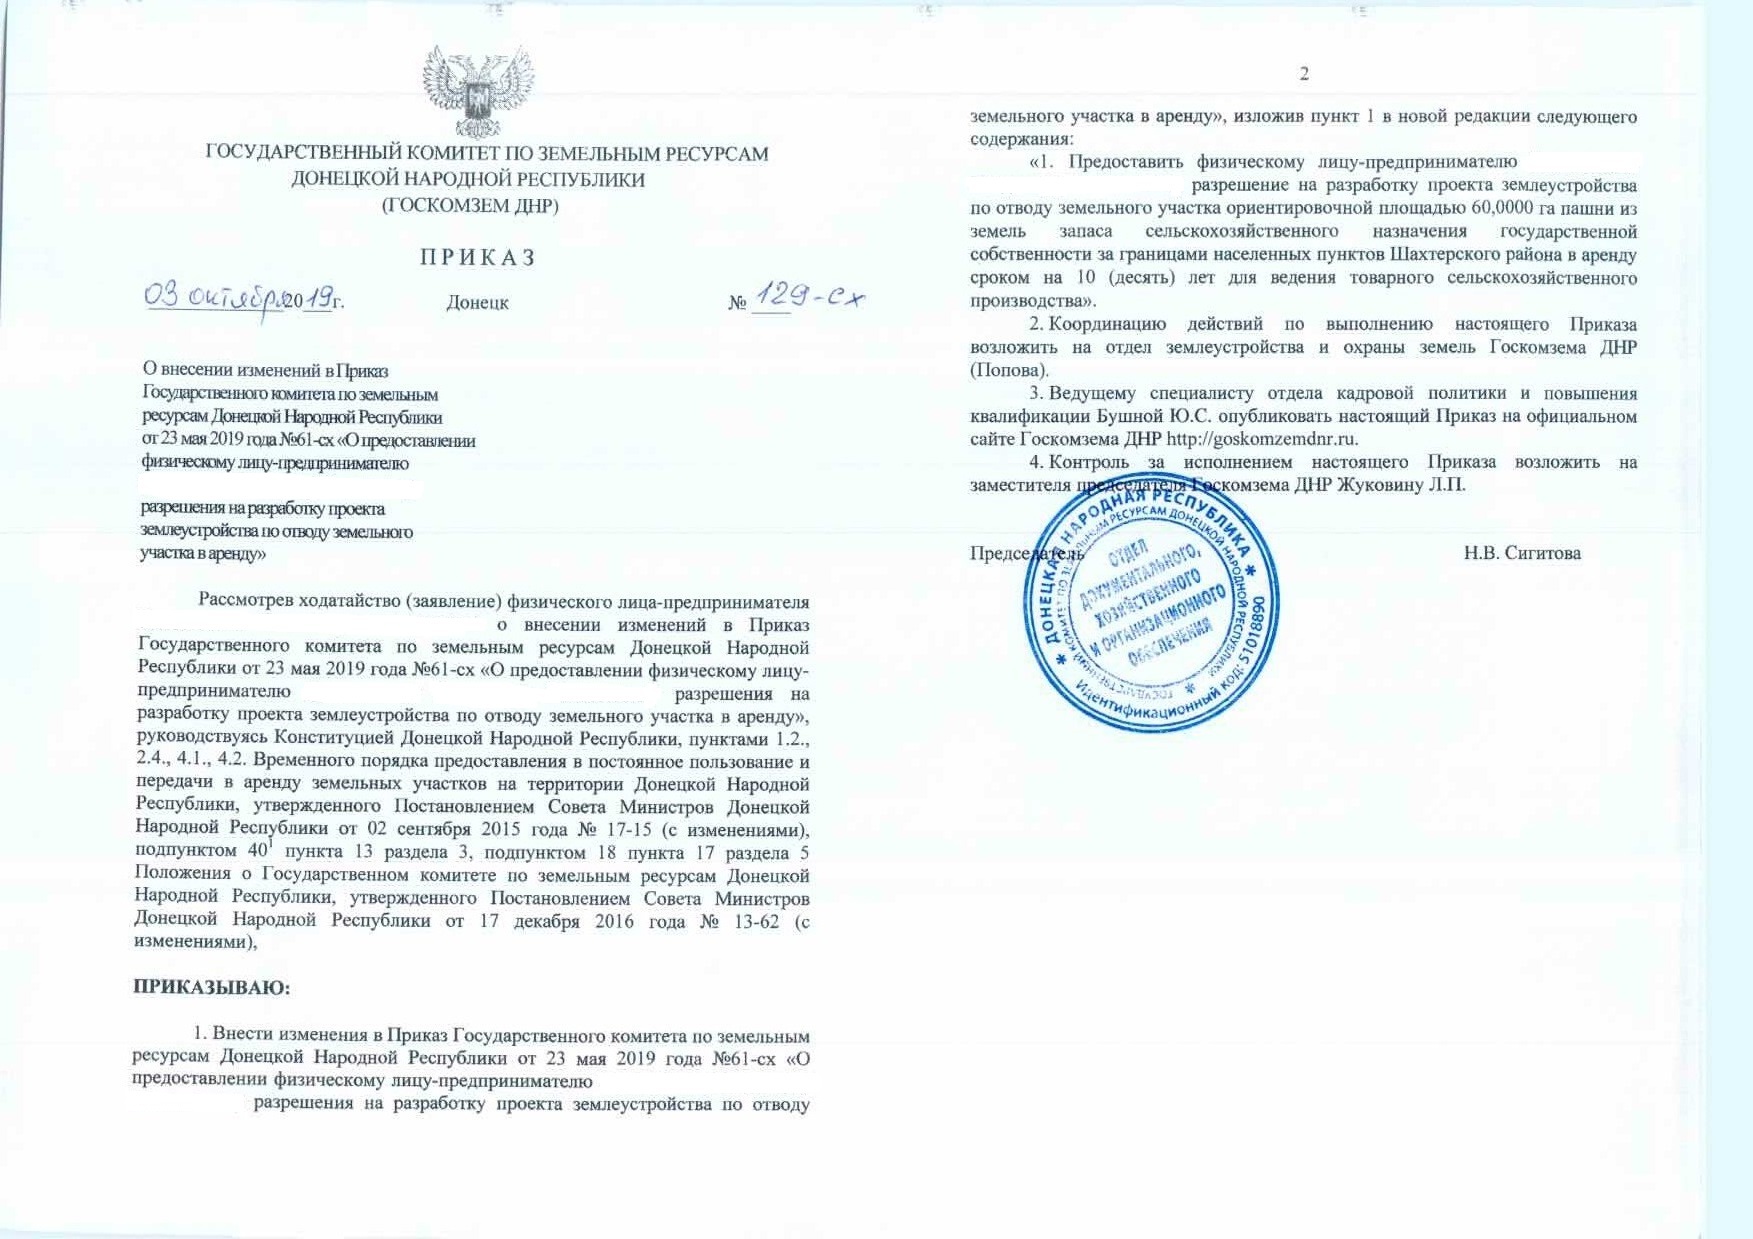 ГОСУДАРСТВЕННЫЙ КОМИТЕТ ПО ЗЕМЕЛЬНЫМ РЕСУРСАМ
ДОНЕЦКОЙ НАРОДНОЙ РЕСПУБЛИКИ
(ГОСКОМЗЕМ ДНР)
ПРИКАЗ
03 октября 2019г. Донецк № 129-сх
О внесении изменений в Приказ
Государственного комитета по земельным
ресурсам Донецкой Народной Республики
от 23 мая 2019 года №61-сх «О предоставлении
физическому лицу-предпринимателю
разрешения на разработку проекта
землеустройства по отводу земельного
участка в аренду»
Рассмотрев ходатайство (заявление) физического лица-предпринимателя
о внесении изменений в Приказ
Государственного комитета по земельным ресурсам Донецкой Народной
Республики от 23 мая 2019 года №61-сх «О предоставлении физическому лицу-
предпринимателю разрешения на
разработку проекта землеустройства по отводу земельного участка в аренду»,
руководствуясь Конституцией Донецкой Народной Республики, пунктами 1.2.,
2.4., 4.1., 4.2. Временного порядка предоставления в постоянное пользование и
передачи в аренду земельных участков на территории Донецкой Народной
Республики, утвержденного Постановлением Совета Министров Донецкой
Народной Республики от 02 сентября 2015 года № 17-15 (с изменениями),
подпунктом 40¹ пункта 13 раздела 3, подпунктом 18 пункта 17 раздела 5
Положения о Государственном комитете по земельным ресурсам Донецкой
Народной Республики, утвержденного Постановлением Совета Министров
Донецкой Народной Республики от 17 декабря 2016 года № 13-62 (с
изменениями),
ПРИКАЗЫВАЮ:
1. Внести изменения в Приказ Государственного комитета по земельным
ресурсам Донецкой Народной Республики от 23 мая 2019 года №61-сх «О
предоставлении физическому лицу-предпринимателю
разрешения на разработку проекта землеустройства по отводу
2
земельного участка в аренду», изложив пункт 1 в новой редакции следующего
содержания:
«1. Предоставить физическому лицу-предпринимателю
разрешение на разработку проекта землеустройства
по отводу земельного участка ориентировочной площадью 60,0000 га пашни из
земель запаса сельскохозяйственного назначения государственной
собственности за границами населенных пунктов Шахтерского района в аренду
сроком на 10 (десять) лет для ведения товарного сельскохозяйственного
производства».
2. Координацию действий по выполнению настоящего Приказа
возложить на отдел землеустройства и охраны земель Госкомзема ДНР
(Попова).
3. Ведущему специалисту отдела кадровой политики и повышения
квалификации Бушной Ю.С. опубликовать настоящий Приказ на официальном
сайте Госкомзема ДНР http://goskomzemdnr.ru.
4. Контроль за исполнением настоящего Приказа возложить на
заместителя председателя Госкомзема ДНР Жуковину Л.П.
Председатель Н.В. Сигитова
ДОНЕЦКАЯ НАРОДНАЯ РЕСПУБЛИКА
Идентификационный код: 51018890
ГОСУДАРСТВЕННЫЙ КОМИТЕТ ПО ЗЕМЕЛЬНЫМ РЕСУРСАМ ДОНЕЦКОЙ НАРОДНОЙ РЕСПУБЛИКИ
ОТДЕЛ
ДОКУМЕНТАЛЬНОГО,
ХОЗЯЙСТВЕННОГО
И ОРГАНИЗАЦИОННОГО
ОБЕСПЕЧЕНИЯ